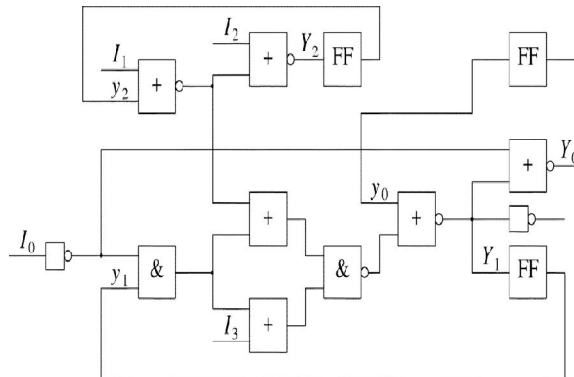 I2
Y2
FF
FF
I1
+
+
y2
Y0
+
y0
+
+
I0
y1
&
&
Y1
FF
I3
+